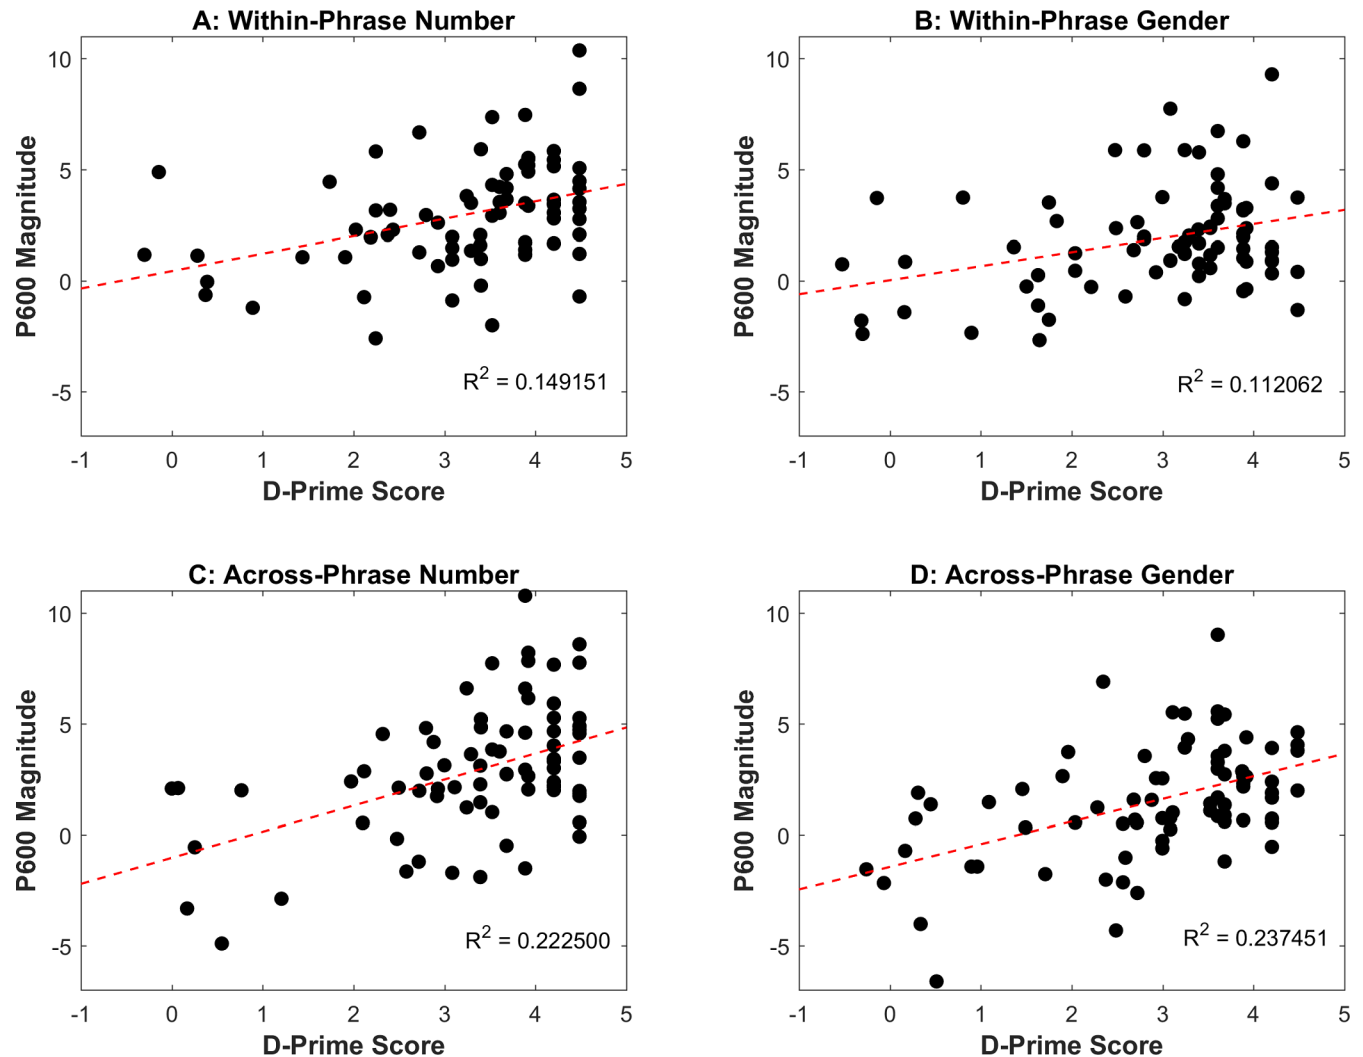 A: Within-Phrase Number
P600 Magnitude
10
5
0
-5
-1 0 1 2 3 4 5
D-Prime Score
R² = 0.149151
B: Within-Phrase Gender
P600 Magnitude
10
5
0
-5
-1 0 1 2 3 4 5
D-Prime Score
R² = 0.112062
C: Across-Phrase Number
P600 Magnitude
10
5
0
-5
-1 0 1 2 3 4 5
D-Prime Score
R² = 0.222500
D: Across-Phrase Gender
P600 Magnitude
10
5
0
-5
-1 0 1 2 3 4 5
D-Prime Score
R² = 0.237451